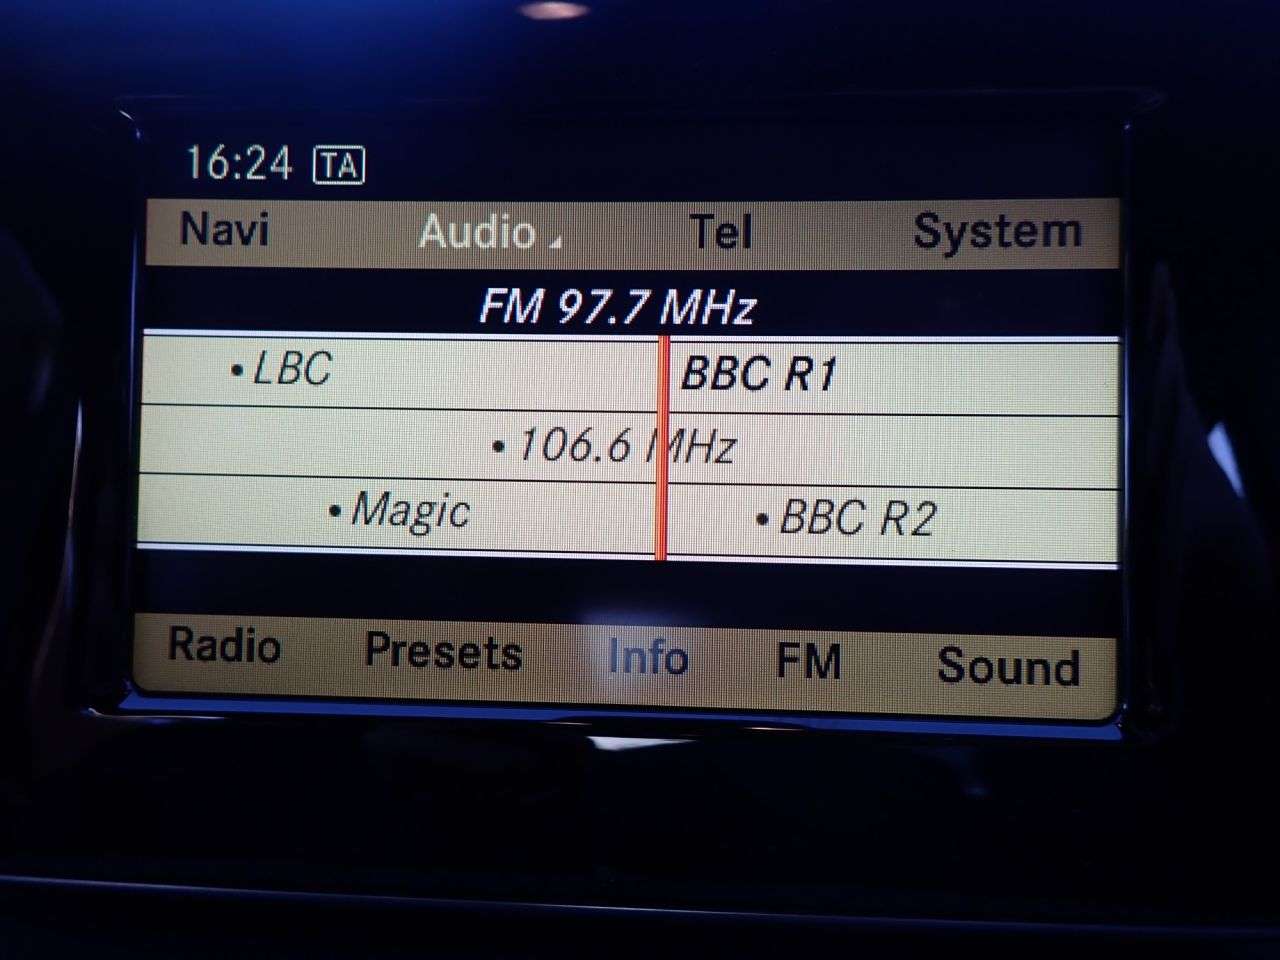 16:24 TA
Navi Audio Tel System
FM 97.7 MHz
•LBC BBC R1
•106.6 MHz
•Magic •BBC R2
Radio Presets Info FM Sound